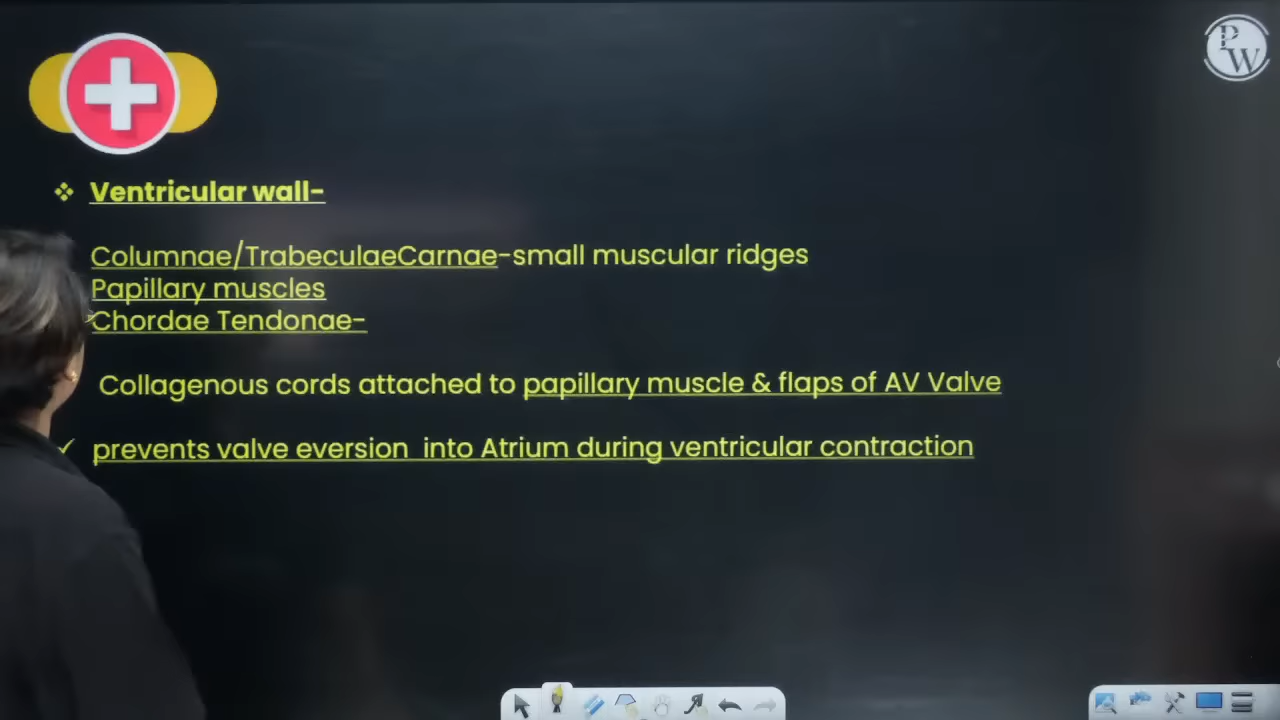 PW
Ventricular wall-
Columnae/TrabeculaeCarnae-small muscular ridges
Papillary muscles
Chordae Tendonae-
Collagenous cords attached to papillary muscle & flaps of AV Valve
prevents valve eversion into Atrium during ventricular contraction